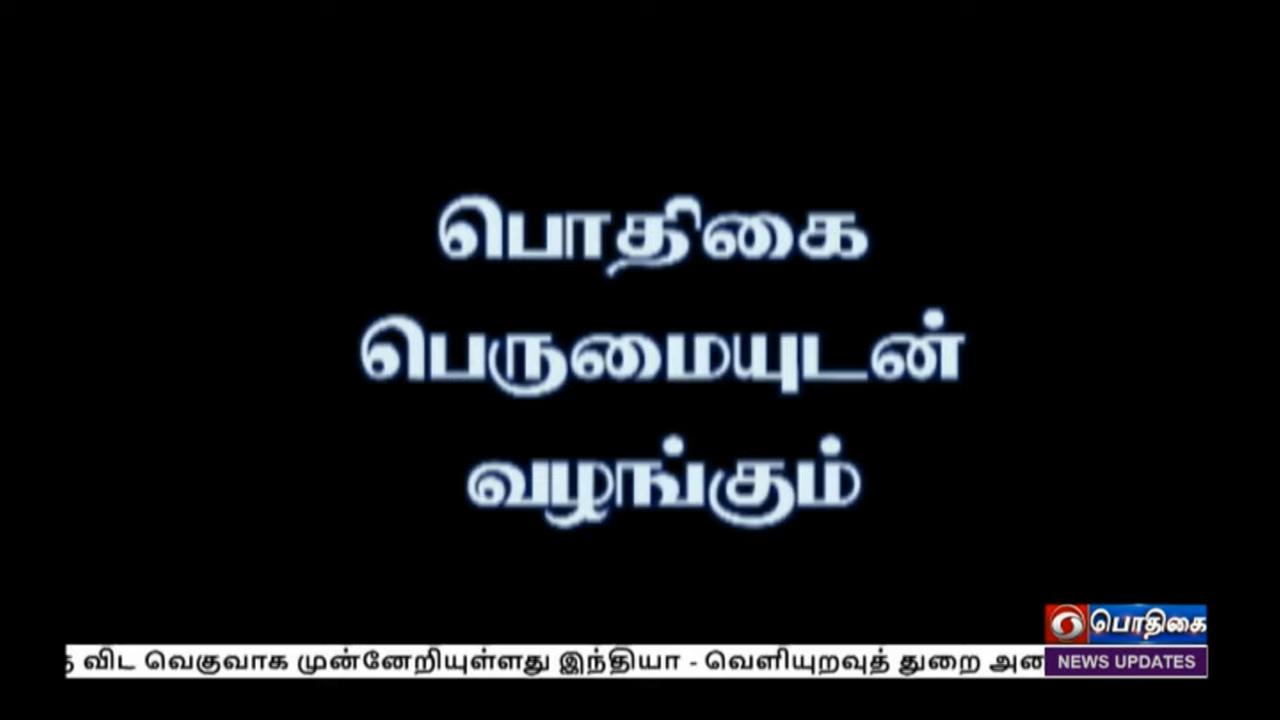 பொதிகை
பெருமையுடன்
வழங்கும்
பொதிகை
விட வெகுவாக முன்னேறியுள்ளது இந்தியா - வெளியுறவுத் துறை
NEWS UPDATES